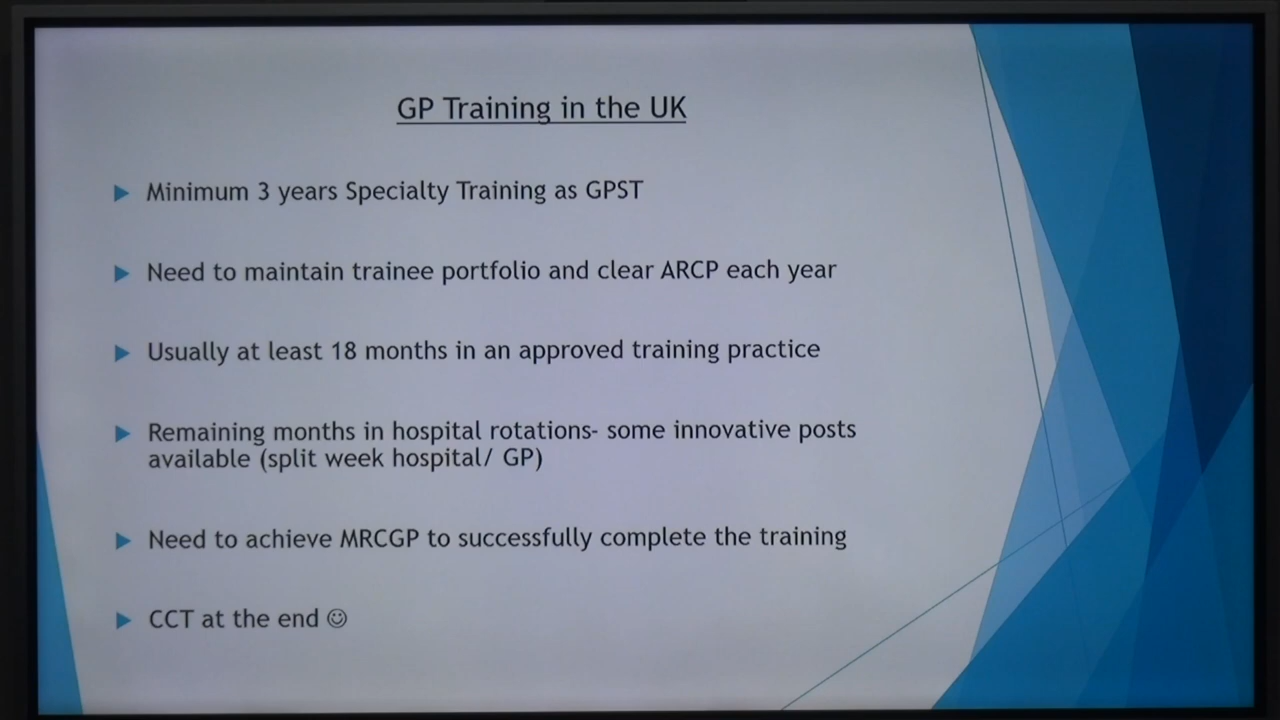 GP Training in the UK
Minimum 3 years Specialty Training as GPST
Need to maintain trainee portfolio and clear ARCP each year
Usually at least 18 months in an approved training practice
Remaining months in hospital rotations- some innovative posts
available (split week hospital/ GP)
Need to achieve MRCGP to successfully complete the training
CCT at the end ☺